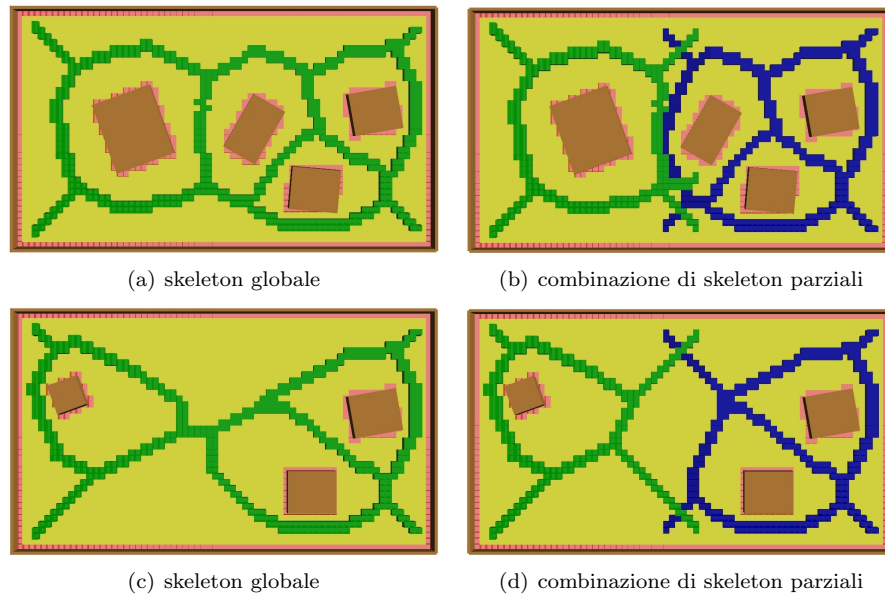 (a) skeleton globale
(b) combinazione di skeleton parziali
(c) skeleton globale
(d) combinazione di skeleton parziali